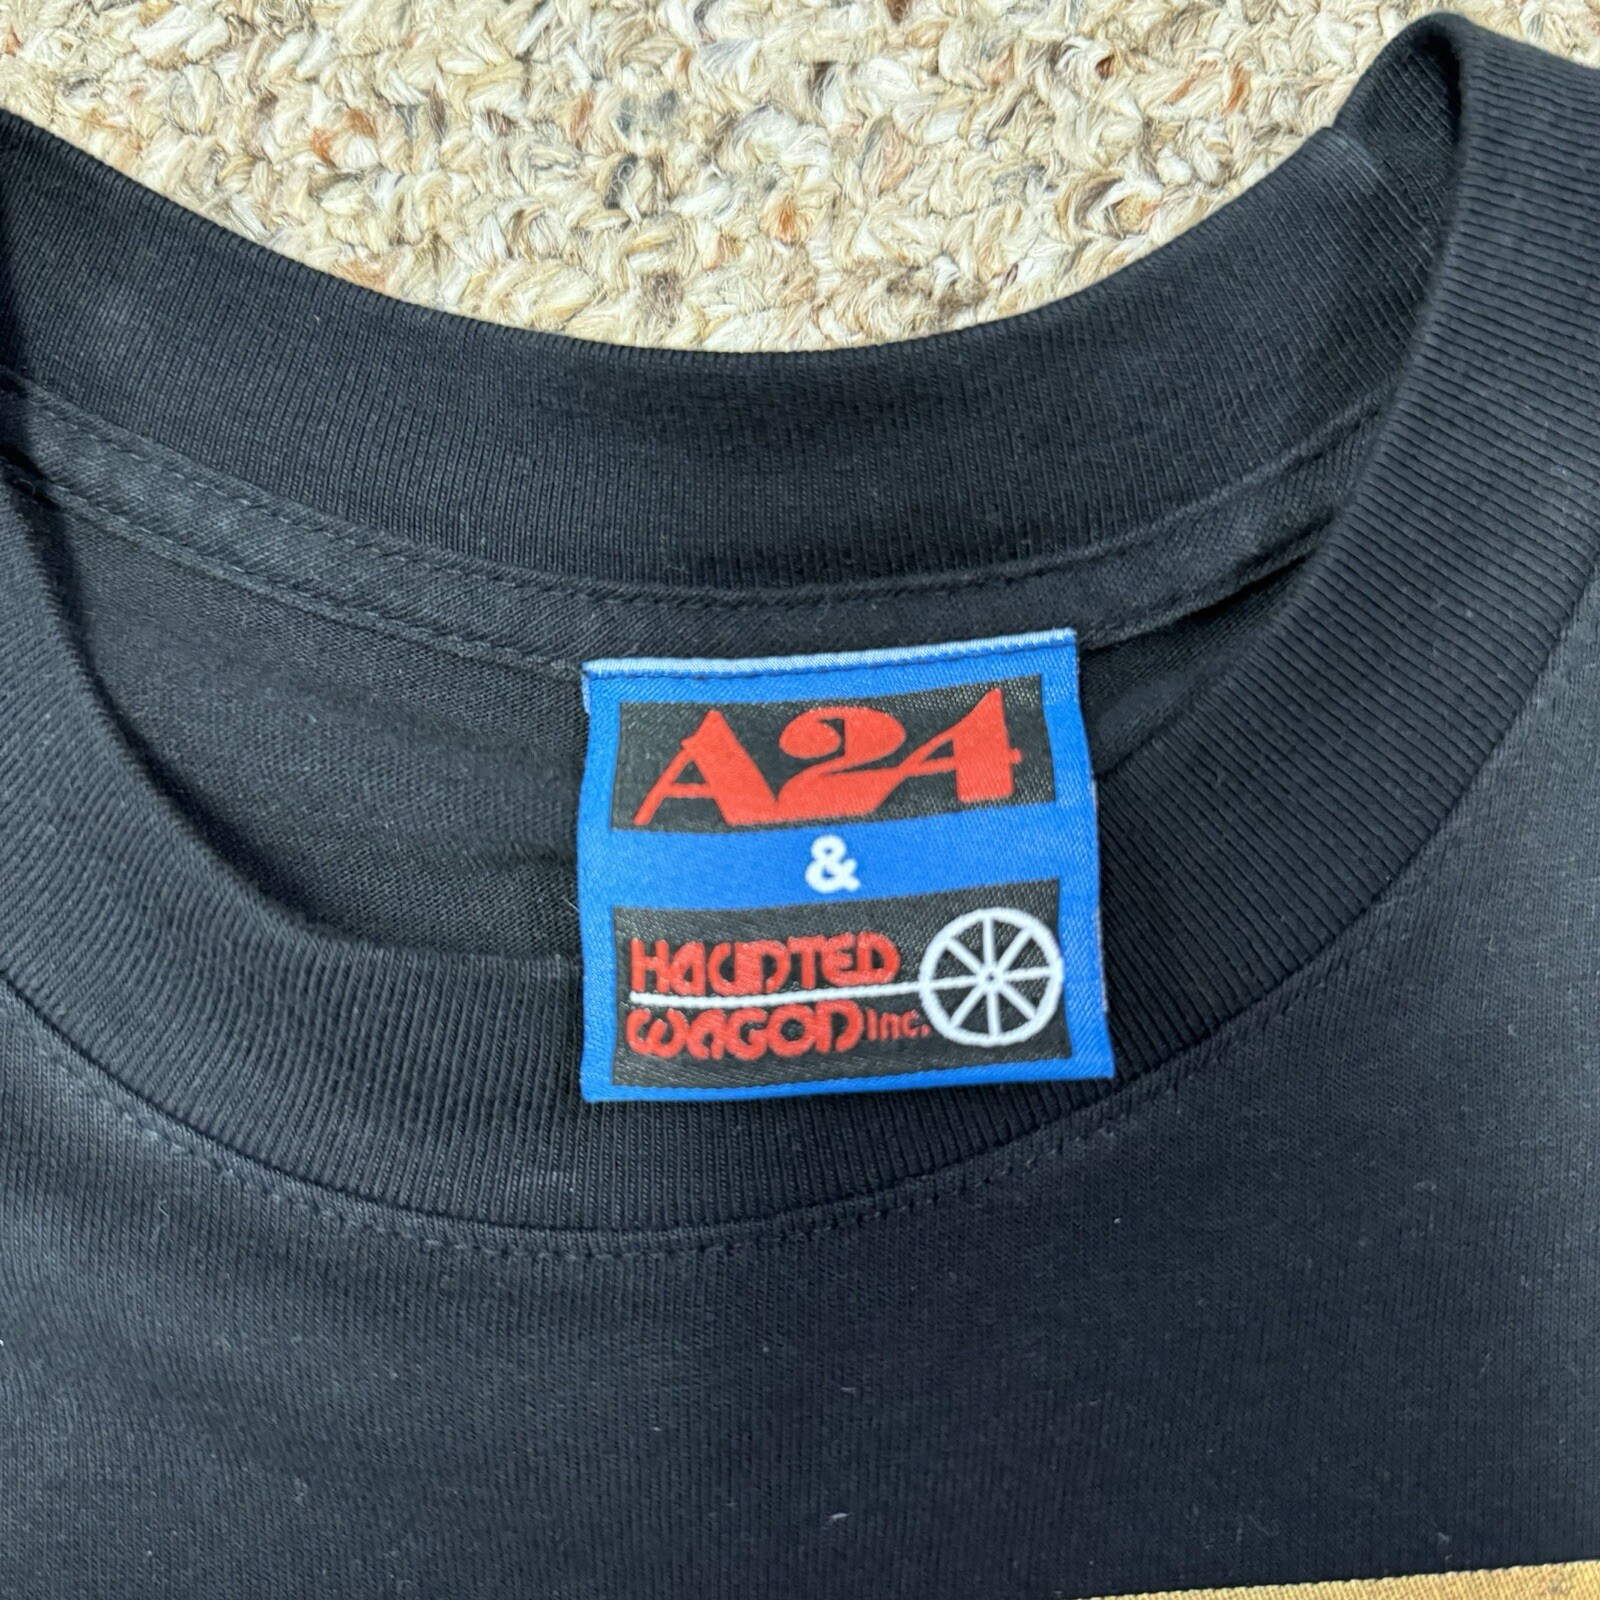 A24
&
HAUNTED
WAGON Inc.